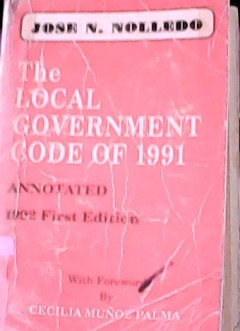 JOSE N. NOLLEDO
The
LOCAL
GOVERNMENT
CODE OF 1991
ANNOTATED
1992 First Edition
With Foreword
By
CECILIA MUÑOZ PALMA